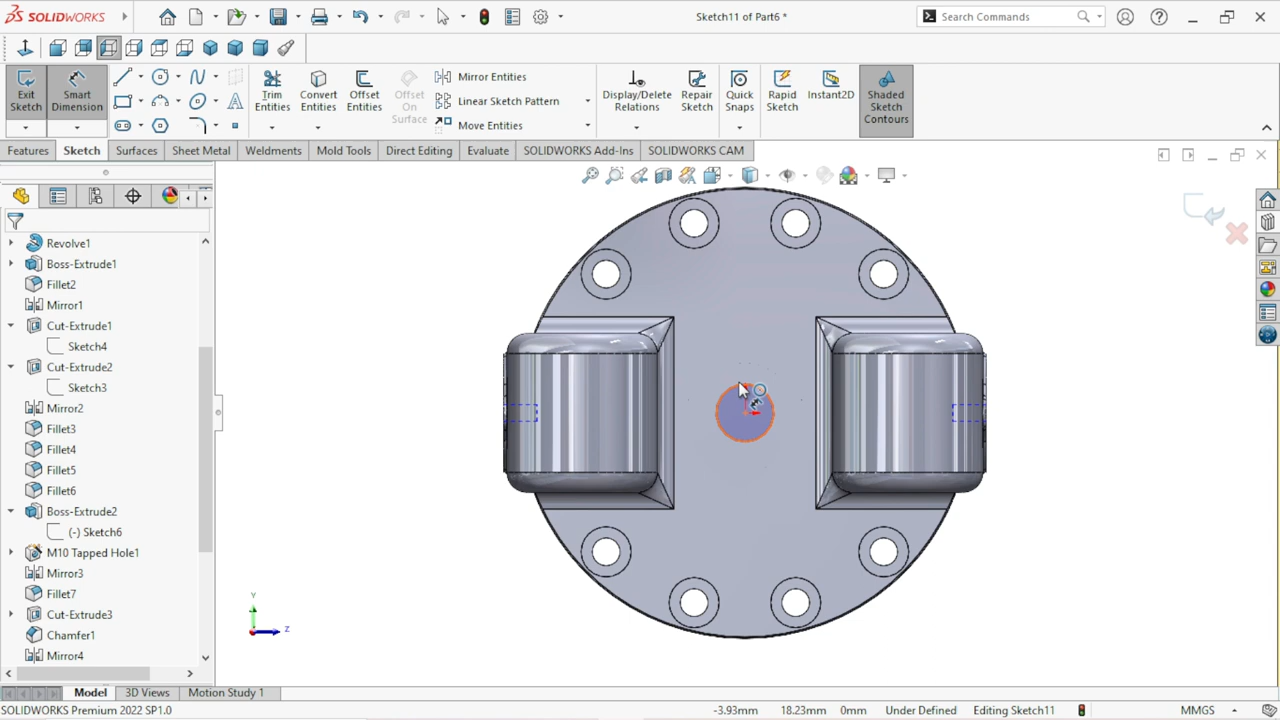 SOLIDWORKS
Sketch11 of Part6 *
Search Commands
Exit Sketch
Smart Dimension
Trim Entities
Convert Entities
Offset Entities
Offset On Surface
Mirror Entities
Linear Sketch Pattern
Move Entities
Display/Delete Relations
Repair Sketch
Quick Snaps
Rapid Sketch
Instant2D
Shaded Sketch Contours
Features
Sketch
Surfaces
Sheet Metal
Weldments
Mold Tools
Direct Editing
Evaluate
SOLIDWORKS Add-Ins
SOLIDWORKS CAM
Revolve1
Boss-Extrude1
Fillet2
Mirror1
Cut-Extrude1
Sketch4
Cut-Extrude2
Sketch3
Mirror2
Fillet3
Fillet4
Fillet5
Fillet6
Boss-Extrude2
(-) Sketch6
M10 Tapped Hole1
Mirror3
Fillet7
Cut-Extrude3
Chamfer1
Mirror4
Y
Z
Model
3D Views
Motion Study 1
SOLIDWORKS Premium 2022 SP1.0
-3.93mm
18.23mm
0mm
Under Defined
Editing Sketch11
MMGS